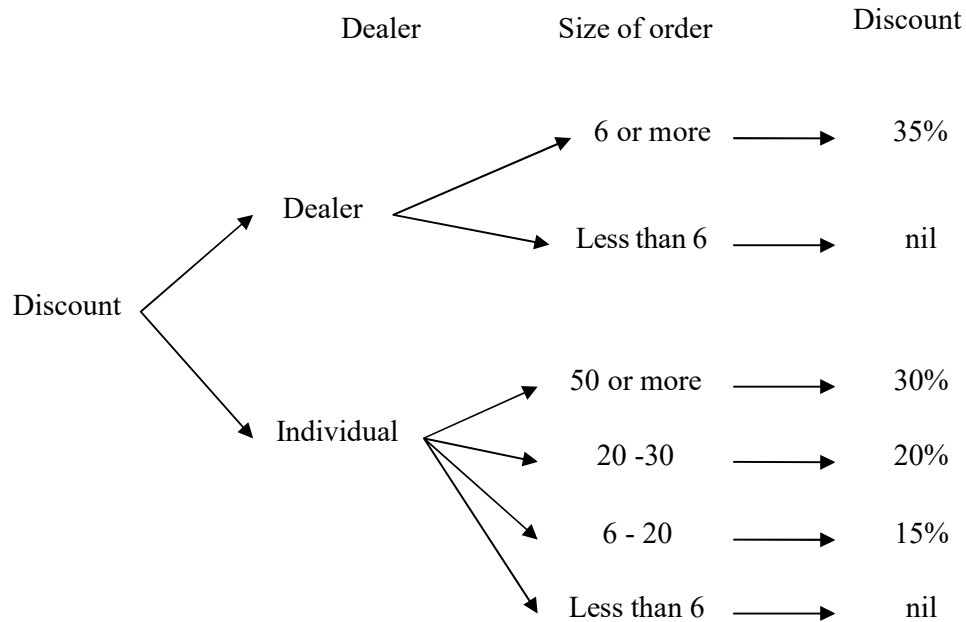 Dealer Size of order Discount
6 or more 35%
Dealer
Less than 6 nil
Discount
50 or more 30%
Individual
20 -30 20%
6 - 20 15%
Less than 6 nil